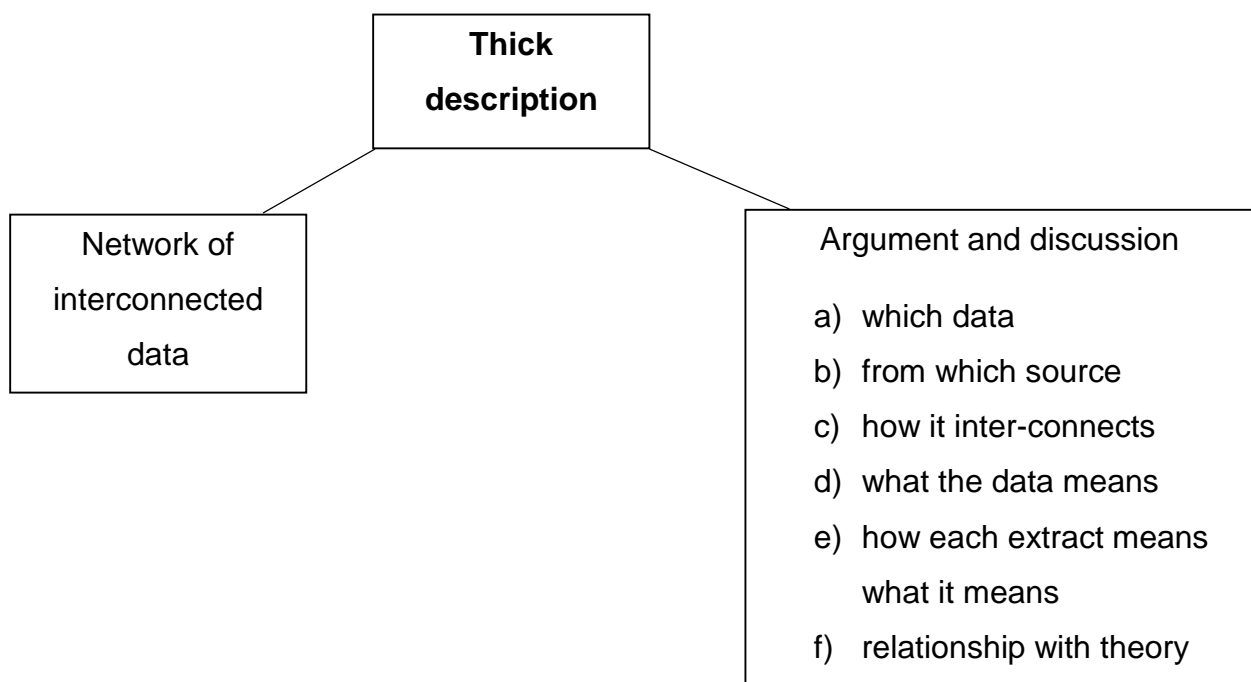 Thick
description
Network of
interconnected
data
Argument and discussion
a) which data
b) from which source
c) how it inter-connects
d) what the data means
e) how each extract means
what it means
f) relationship with theory